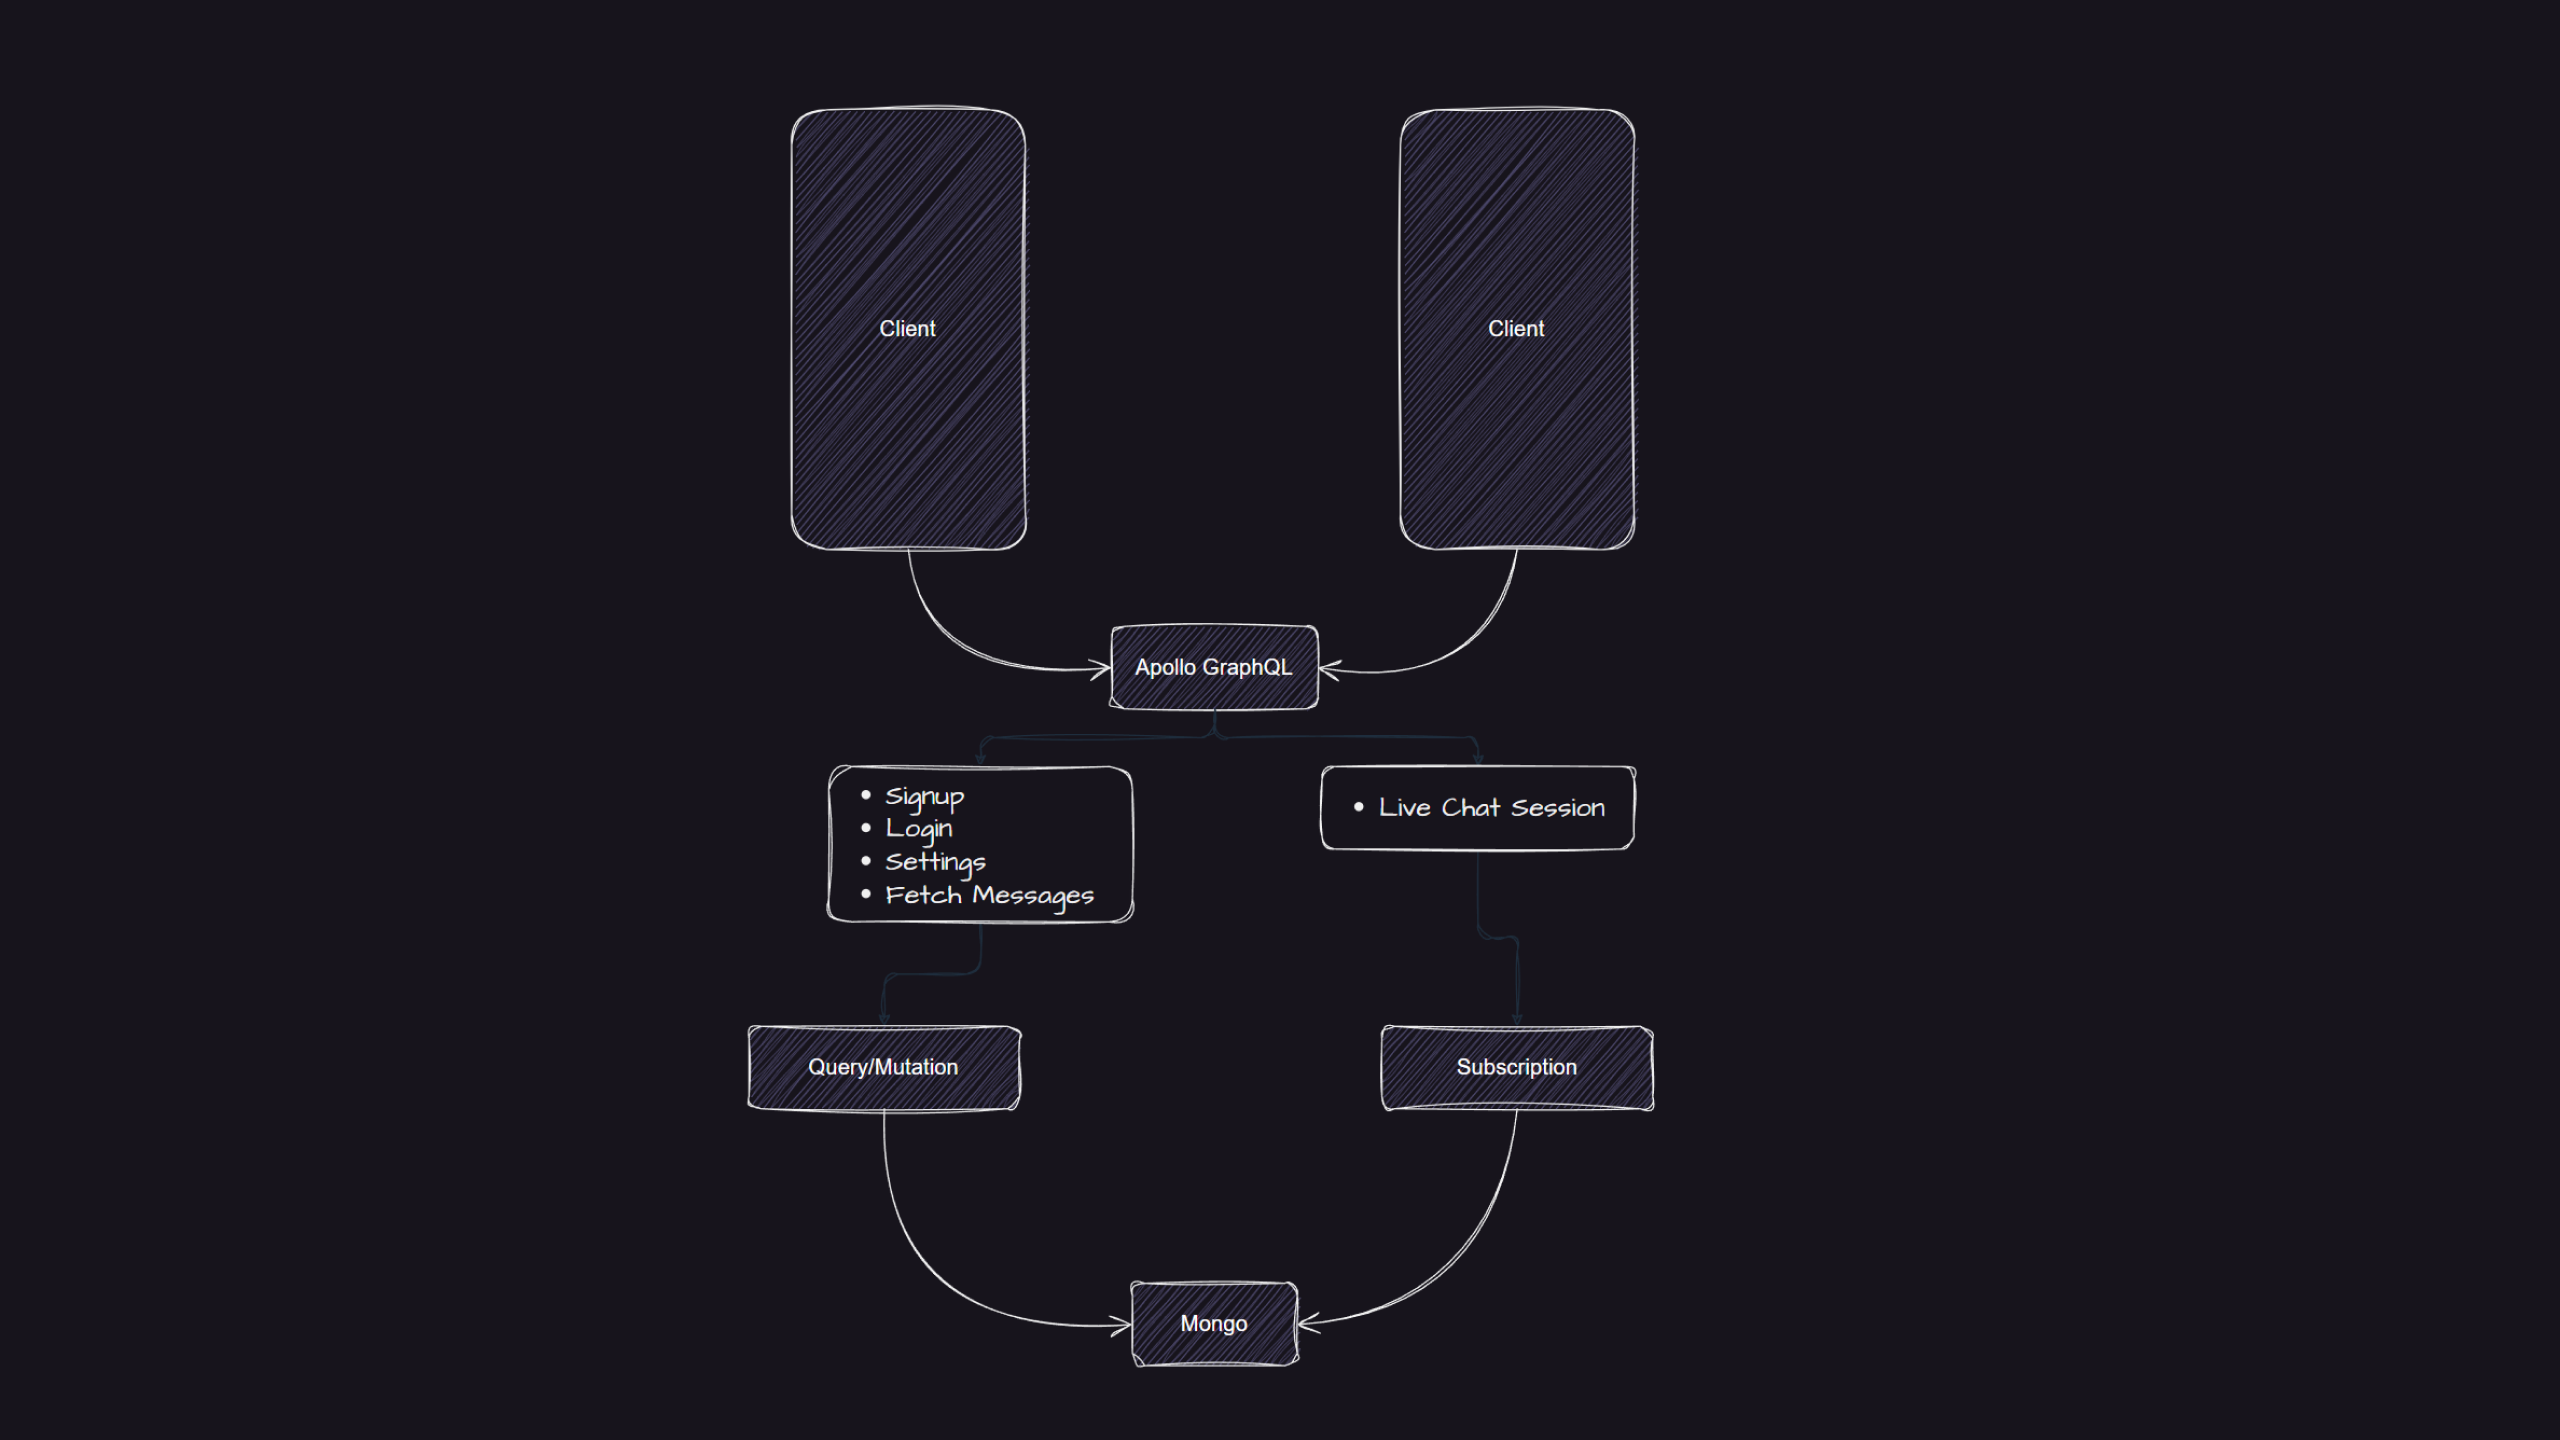 Client
Client
Apollo GraphQL
• Signup
• Login
• Settings
• Fetch Messages
• Live Chat Session
Query/Mutation
Subscription
Mongo